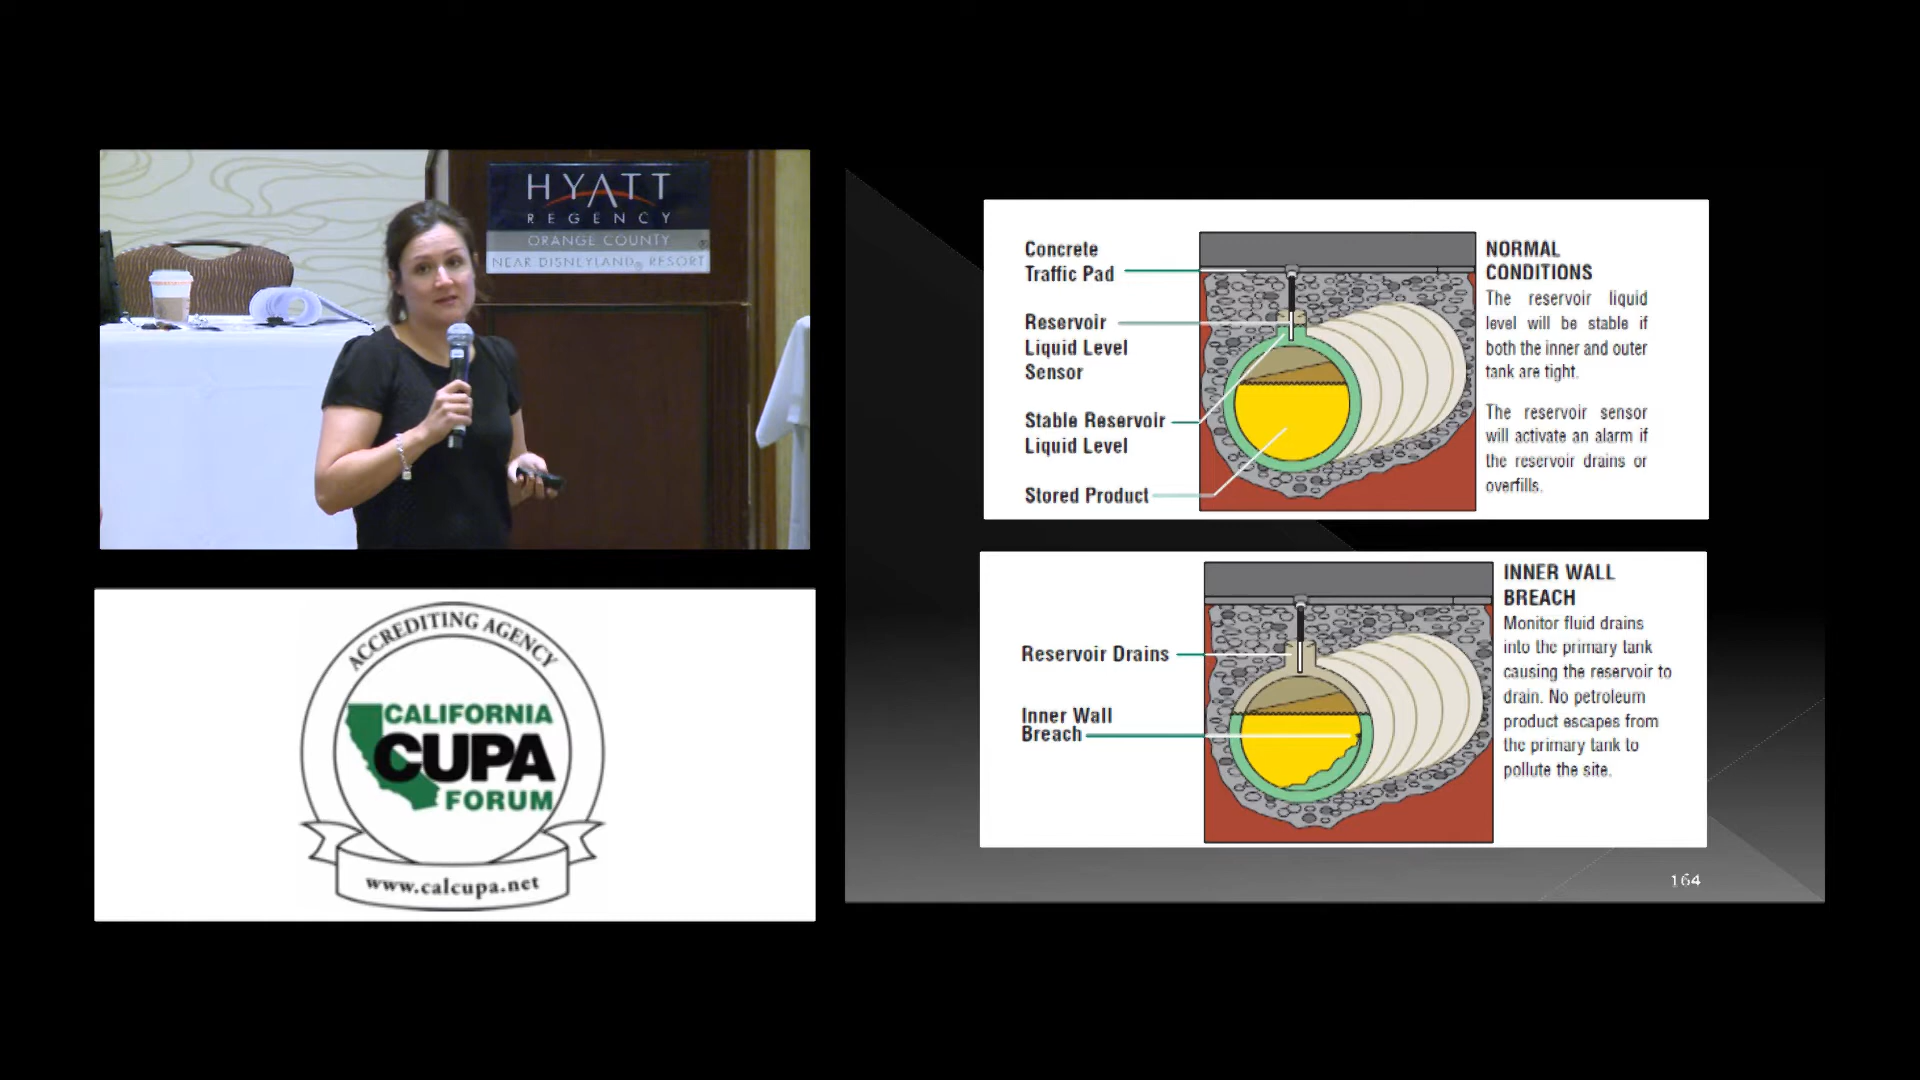 HYATT
REGENCY
ORANGE COUNTY
NEAR DISNEYLAND® RESORT
ACCREDITING AGENCY
CALIFORNIA
CUPA
FORUM
www.calcupa.net
Concrete
Traffic Pad
Reservoir
Liquid Level
Sensor
Stable Reservoir
Liquid Level
Stored Product
NORMAL
CONDITIONS
The reservoir liquid
level will be stable if
both the inner and outer
tank are tight.
The reservoir sensor
will activate an alarm if
the reservoir drains or
overfills.
Reservoir Drains
Inner Wall
Breach
INNER WALL
BREACH
Monitor fluid drains
into the primary tank
causing the reservoir to
drain. No petroleum
product escapes from
the primary tank to
pollute the site.
164